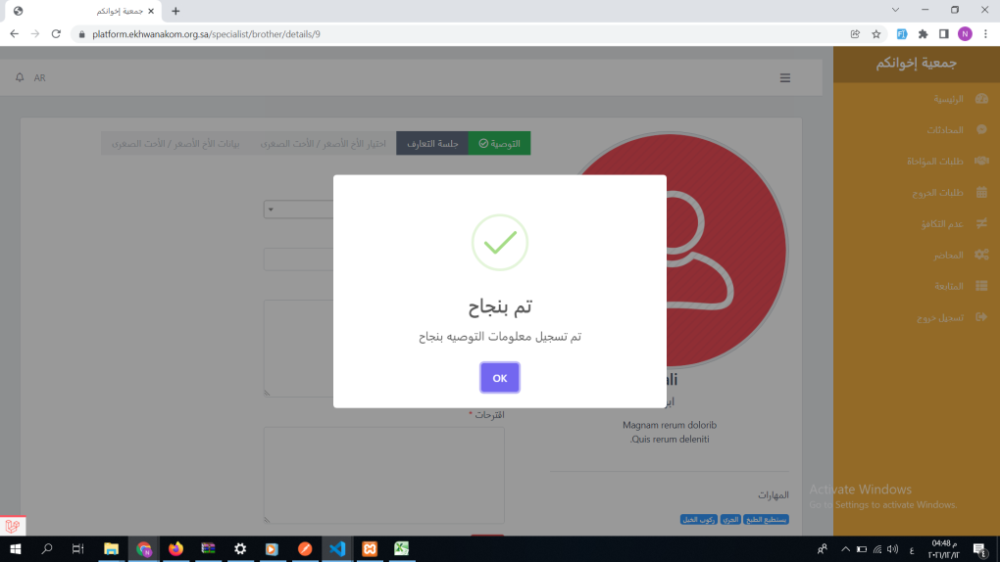 جمعية إخوانكم
platform.ekhwanakom.org.sa/specialist/brother/details/9
N
جمعية إخوانكم
AR
الرئيسية
المحادثات
طلبات المؤاخاة
طلبات الخروج
عدم التكافؤ
المحاضر
المتابعة
تسجيل خروج
التوصية
جلسة التعارف
اختيار الأخ الأصغر / الأخت الصغرى
بيانات الأخ الأصغر / الأخت الصغرى
تم بنجاح
تم تسجيل معلومات التوصيه بنجاح
OK
ali
Magnam rerum dolorib
Quis rerum deleniti.
اقترحات *
المهارات
يستطيع الطبخ
الجري
ركوب الخيل
Activate Windows
Go to Settings to activate Windows.
ع
04:48 م
٢٠٢١/١٢/١٢